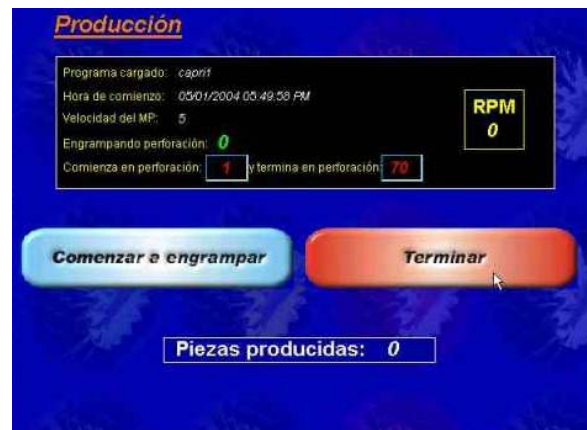 Producción
Programa cargado: capri1
Hora de comienzo: 05/01/2004 05:49:58 PM
Velocidad del MP: 5
RPM
0
Engrampando perforación: 0
Comienza en perforación: 1 y termina en perforación: 70
Comenzar a engrampar
Terminar
Piezas producidas: 0